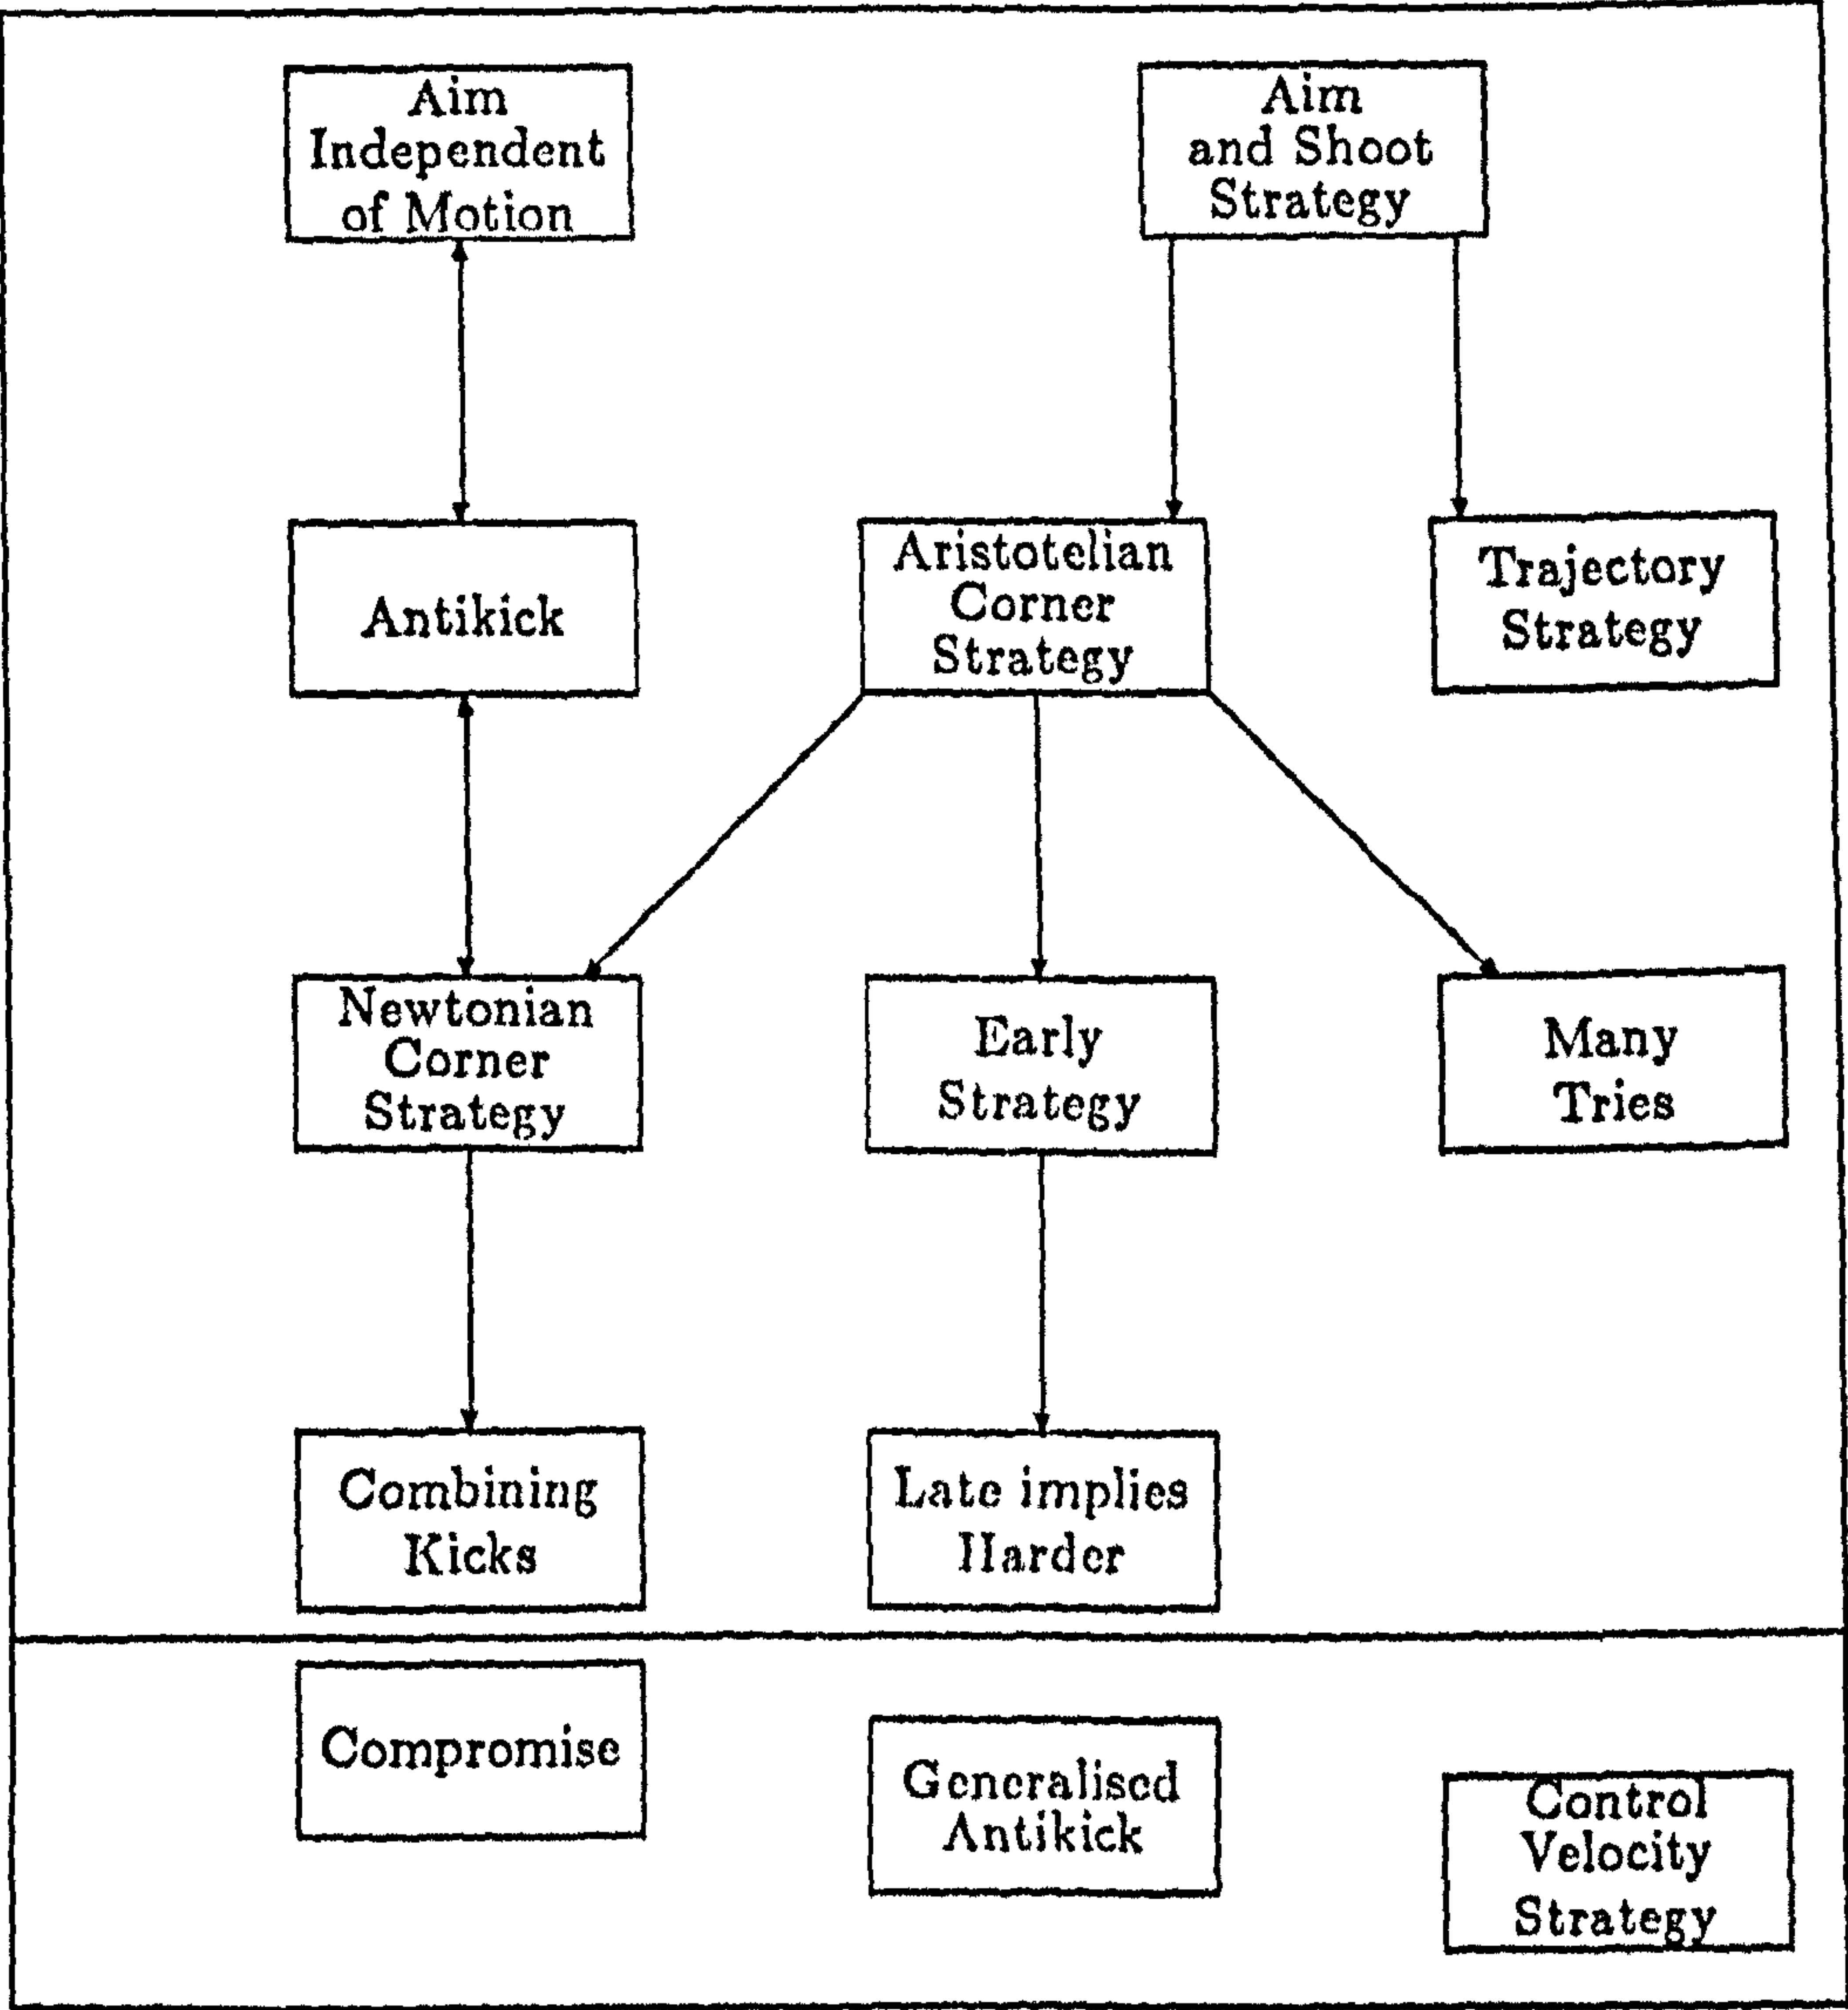 Aim
Independent
of Motion
Aim
and Shoot
Strategy
Antikick
Aristotelian
Corner
Strategy
Trajectory
Strategy
Newtonian
Corner
Strategy
Early
Strategy
Many
Tries
Combining
Kicks
Late implies
Harder
Compromise
Generalised
Antikick
Control
Velocity
Strategy